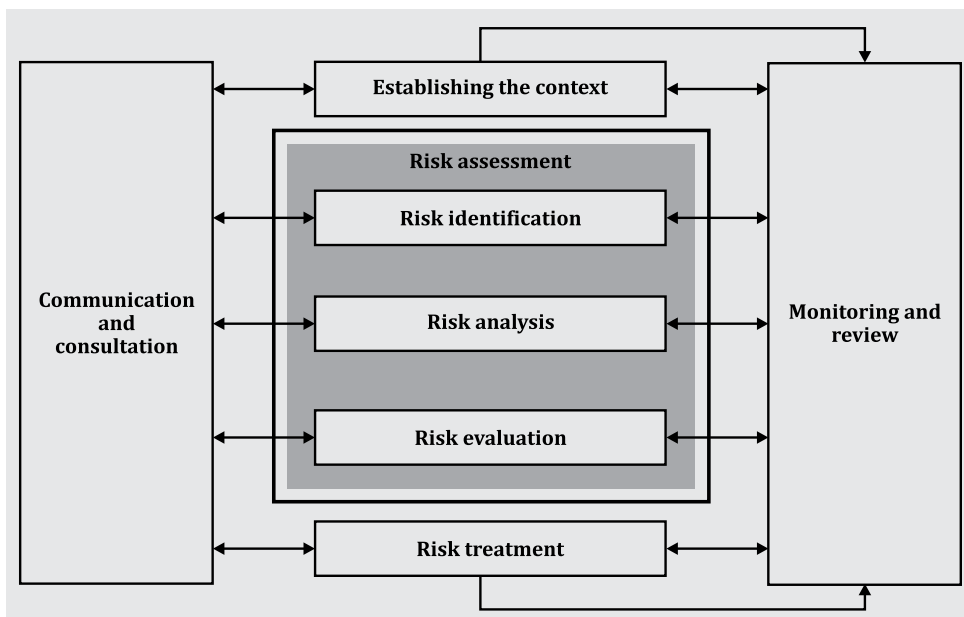 Establishing the context
Risk assessment
Risk identification
Communication
and
consultation
Risk analysis
Monitoring and
review
Risk evaluation
Risk treatment